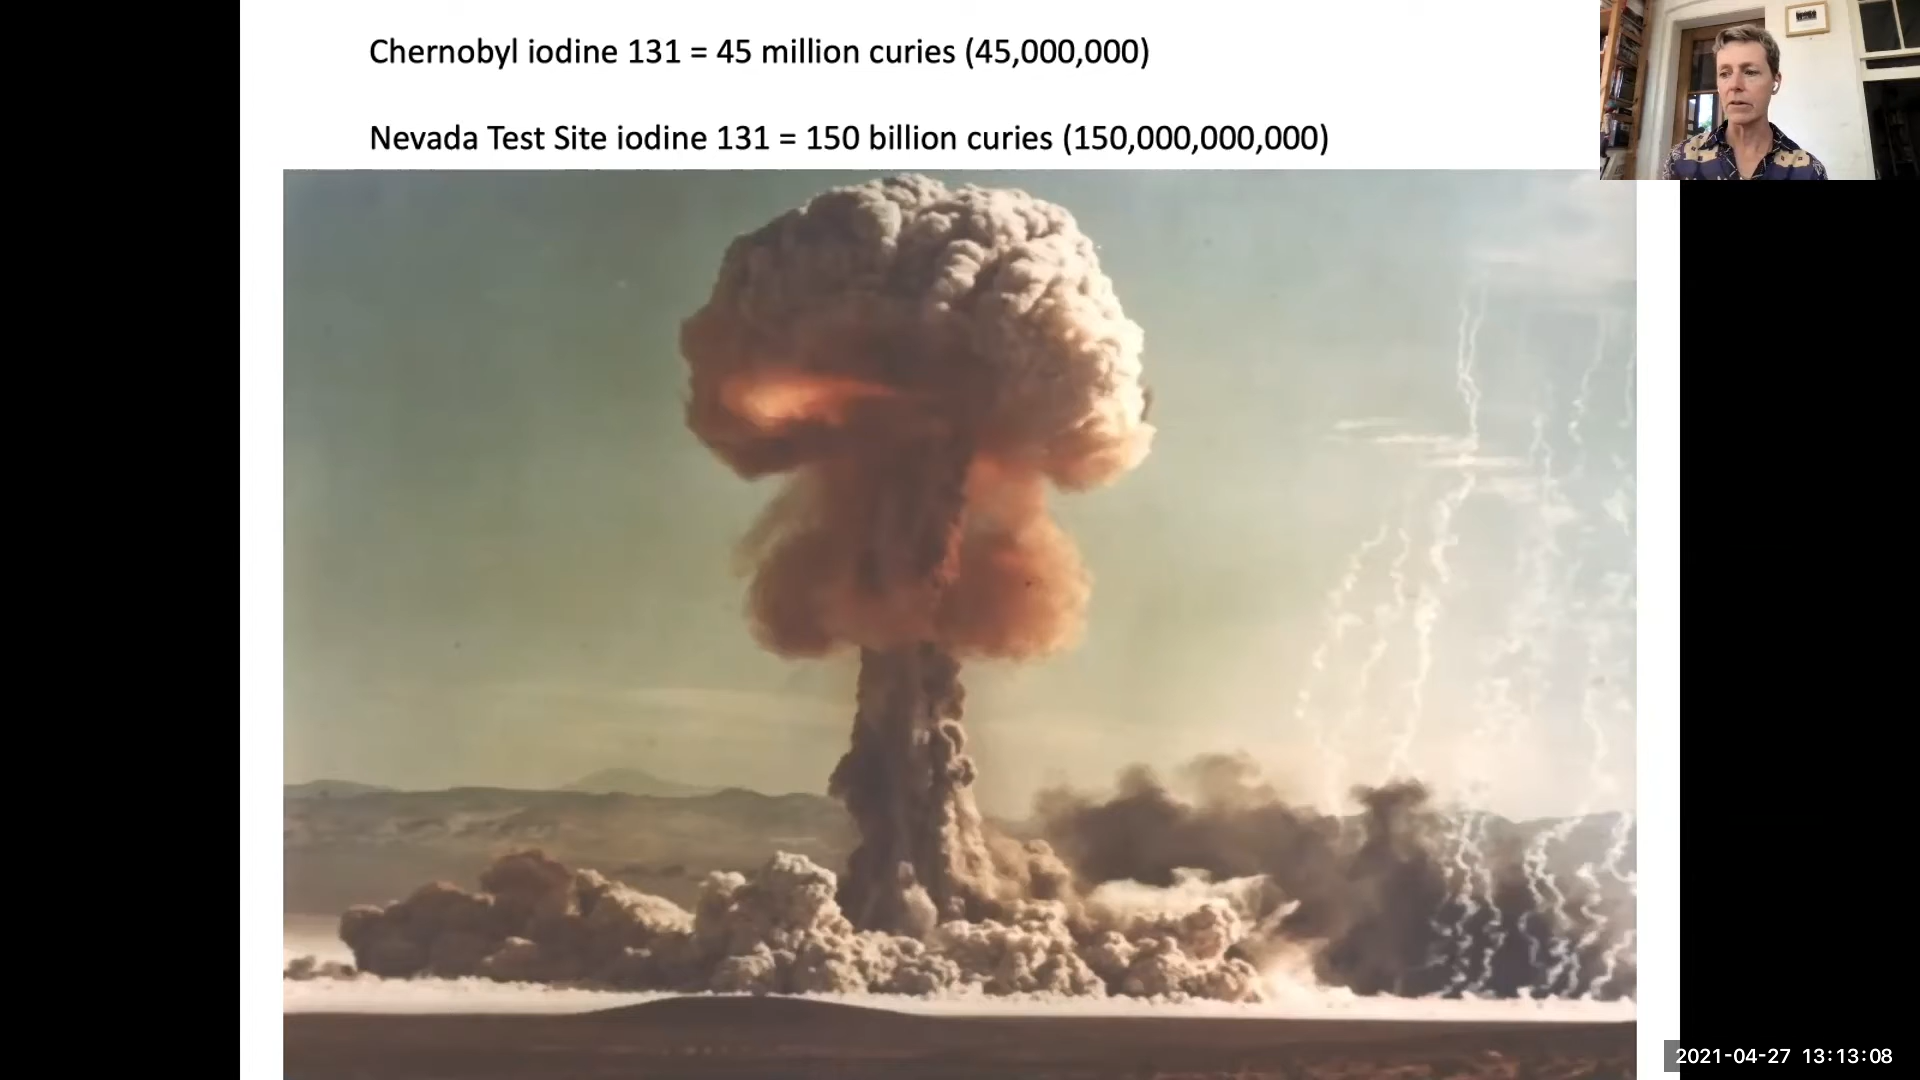 Chernobyl iodine 131 = 45 million curies (45,000,000)
Nevada Test Site iodine 131 = 150 billion curies (150,000,000,000)
2021-04-27 13:13:08